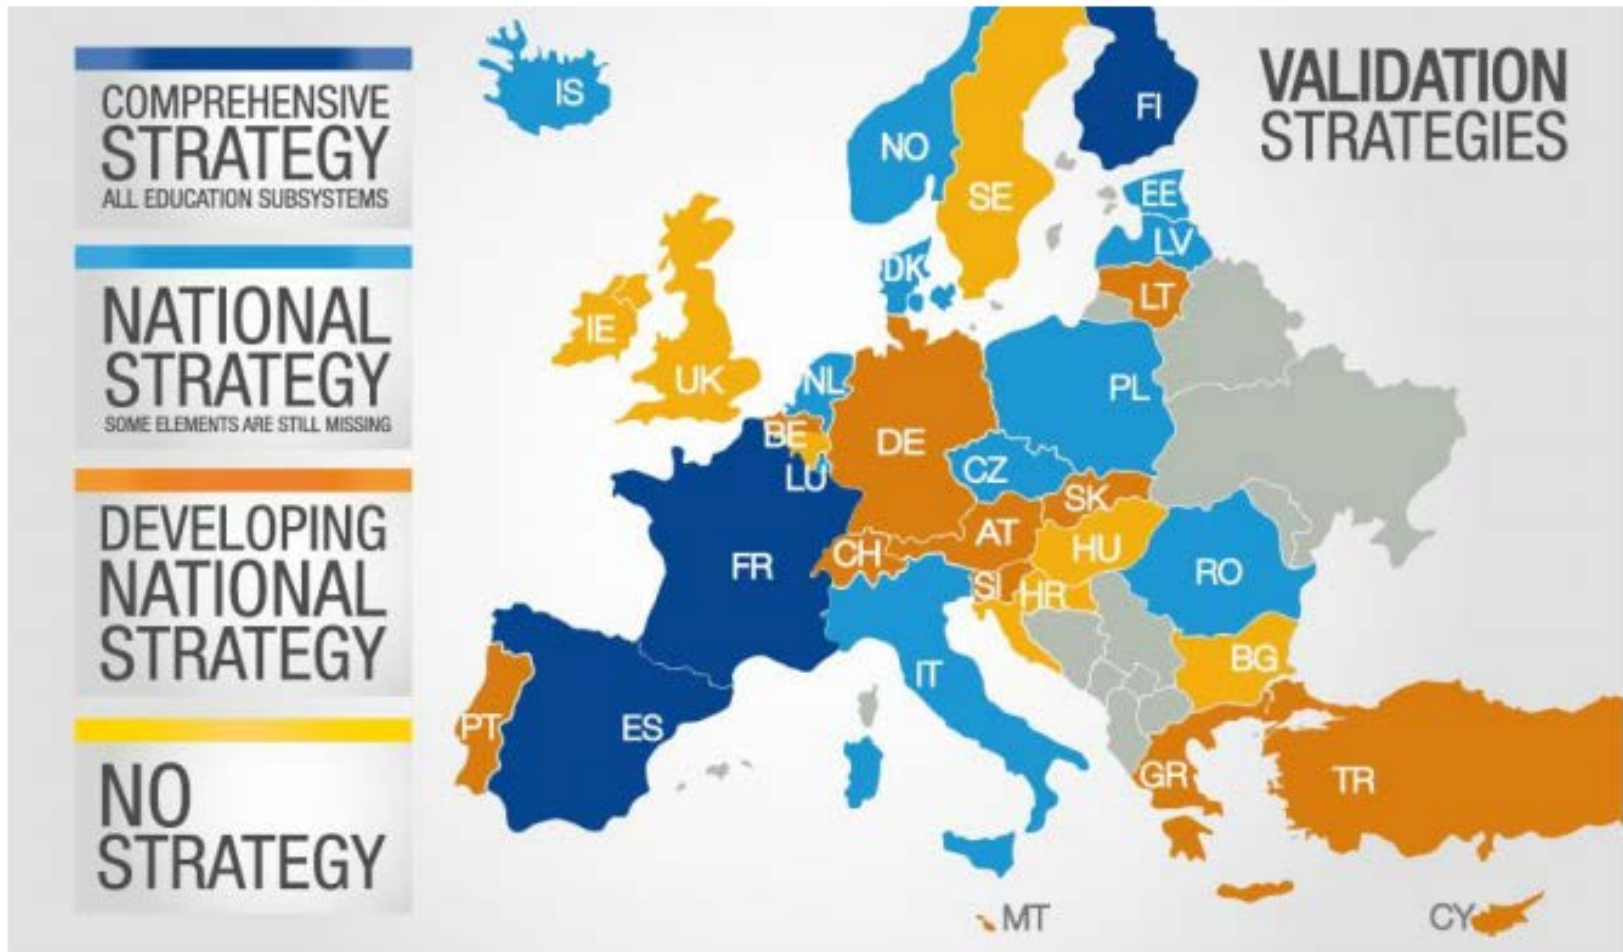 COMPREHENSIVE
STRATEGY
ALL EDUCATION SUBSYSTEMS
NATIONAL
STRATEGY
SOME ELEMENTS ARE STILL MISSING
DEVELOPING
NATIONAL
STRATEGY
NO
STRATEGY
VALIDATION
STRATEGIES
IS
FI
NO
SE
EE
LV
DK
LT
IE
UK
NL
PL
BE
DE
CZ
LU
SK
AT
CH
HU
FR
SI
HR
RO
BG
IT
PT
ES
GR
TR
MT
CY